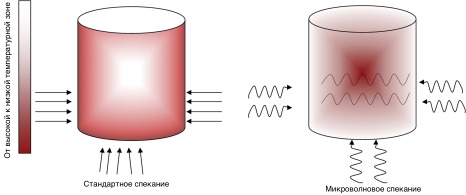 От высокой к низкой температурной зоне
Стандартное спекание
Микроволновое спекание